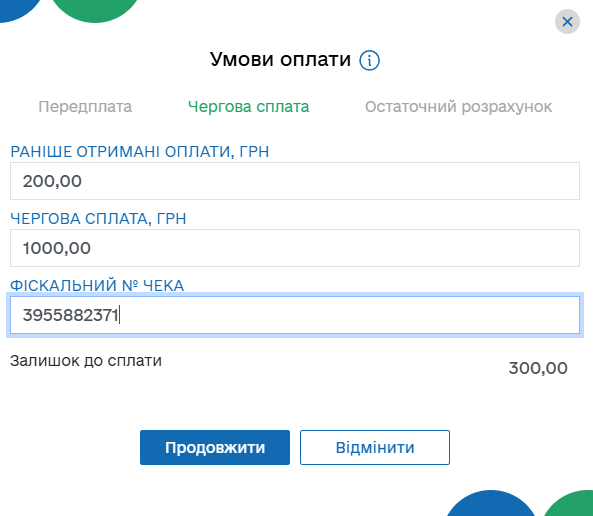 Умови оплати
Передплата Чергова сплата Остаточний розрахунок
РАНІШЕ ОТРИМАНІ ОПЛАТИ, ГРН
200,00
ЧЕРГОВА СПЛАТА, ГРН
1000,00
ФІСКАЛЬНИЙ № ЧЕКА
3955882371
Залишок до сплати 300,00
Продовжити Відмінити